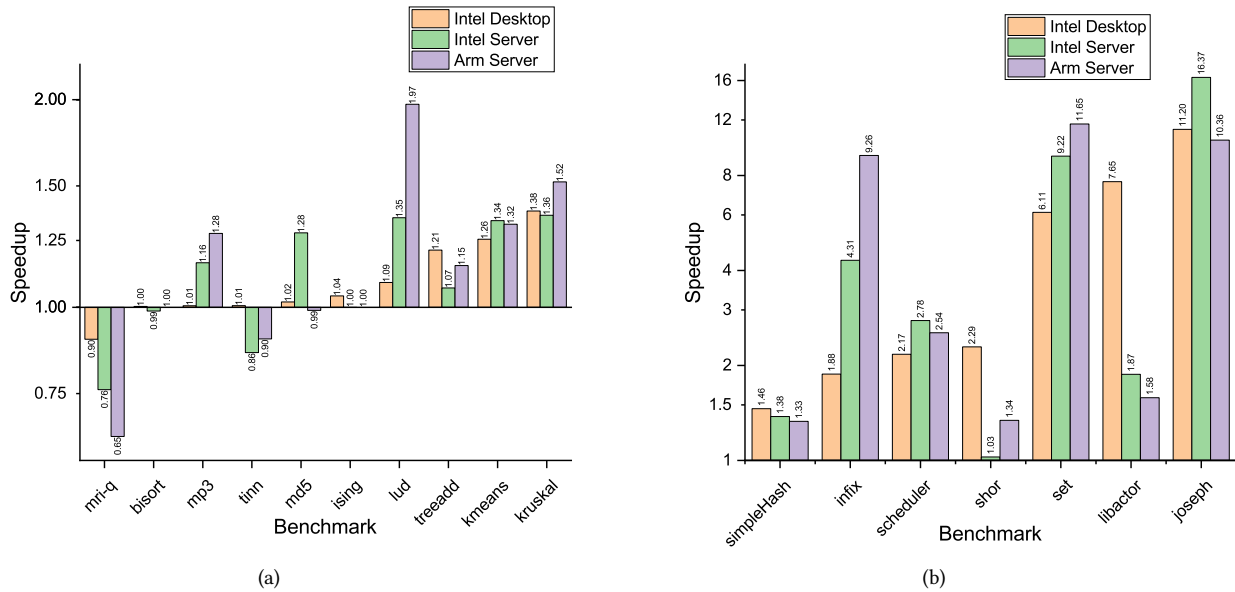 Intel Desktop
Intel Server
Arm Server
Speedup
2.00
1.50
1.25
1.00
0.75
0.90
0.76
0.65
1.00
0.99
1.00
1.01
1.16
1.28
1.01
0.86
0.90
1.02
1.28
0.99
1.04
1.00
1.00
1.09
1.35
1.97
1.21
1.07
1.15
1.26
1.34
1.32
1.38
1.36
1.52
mri-q
bisort
mp3
tinn
md5
ising
lud
treeadd
kmeans
kruskal
Benchmark
(a)
Intel Desktop
Intel Server
Arm Server
Speedup
16
12
8
6
4
3
2
1.5
1
1.46
1.38
1.33
1.88
4.31
9.26
2.17
2.78
2.54
2.29
1.03
1.34
6.11
9.22
11.65
7.65
1.87
1.58
11.20
16.37
10.36
simpleHash
infix
scheduler
shor
set
libactor
joseph
Benchmark
(b)